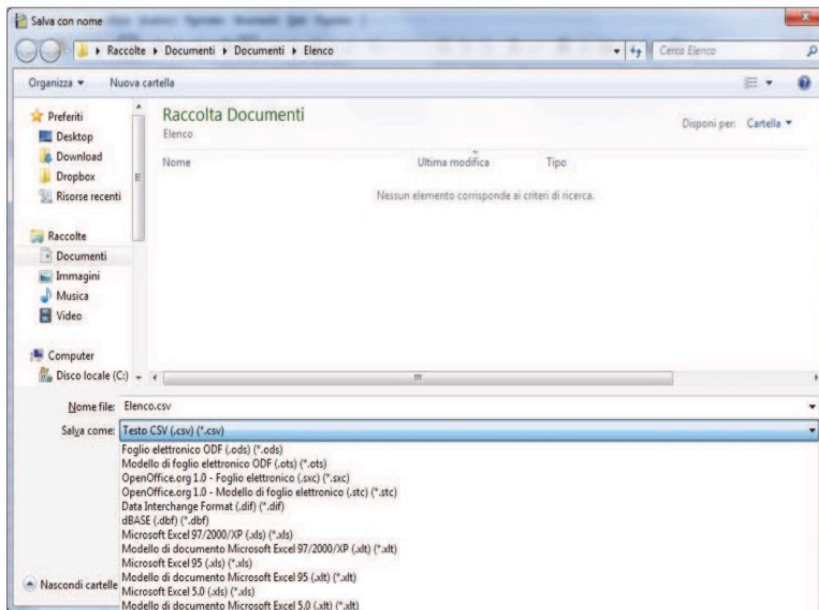 Salva con nome
Raccolte ▸ Documenti ▸ Documenti ▸ Elenco
Cerca Elenco
Organizza ▾ Nuova cartella
Preferiti
Desktop
Download
Dropbox
Risorse recenti
Raccolte
Documenti
Immagini
Musica
Video
Computer
Disco locale (C:)
Raccolta Documenti
Elenco
Disponi per: Cartella ▾
Nome Ultima modifica Tipo
Nessun elemento corrisponde ai criteri di ricerca.
Nome file: Elenco.csv
Salva come: Testo CSV (.csv) (*.csv)
Foglio elettronico ODF (.ods) (*.ods)
Modello di foglio elettronico ODF (.ots) (*.ots)
OpenOffice.org 1.0 - Foglio elettronico (.sxc) (*.sxc)
OpenOffice.org 1.0 - Modello di foglio elettronico (.stc) (*.stc)
Data Interchange Format (.dif) (*.dif)
dBASE (.dbf) (*.dbf)
Microsoft Excel 97/2000/XP (.xls) (*.xls)
Modello di documento Microsoft Excel 97/2000/XP (.xlt) (*.xlt)
Microsoft Excel 95 (.xls) (*.xls)
Modello di documento Microsoft Excel 95 (.xlt) (*.xlt)
Microsoft Excel 5.0 (.xls) (*.xls)
Modello di documento Microsoft Excel 5.0 (.xlt) (*.xlt)
Nascondi cartelle